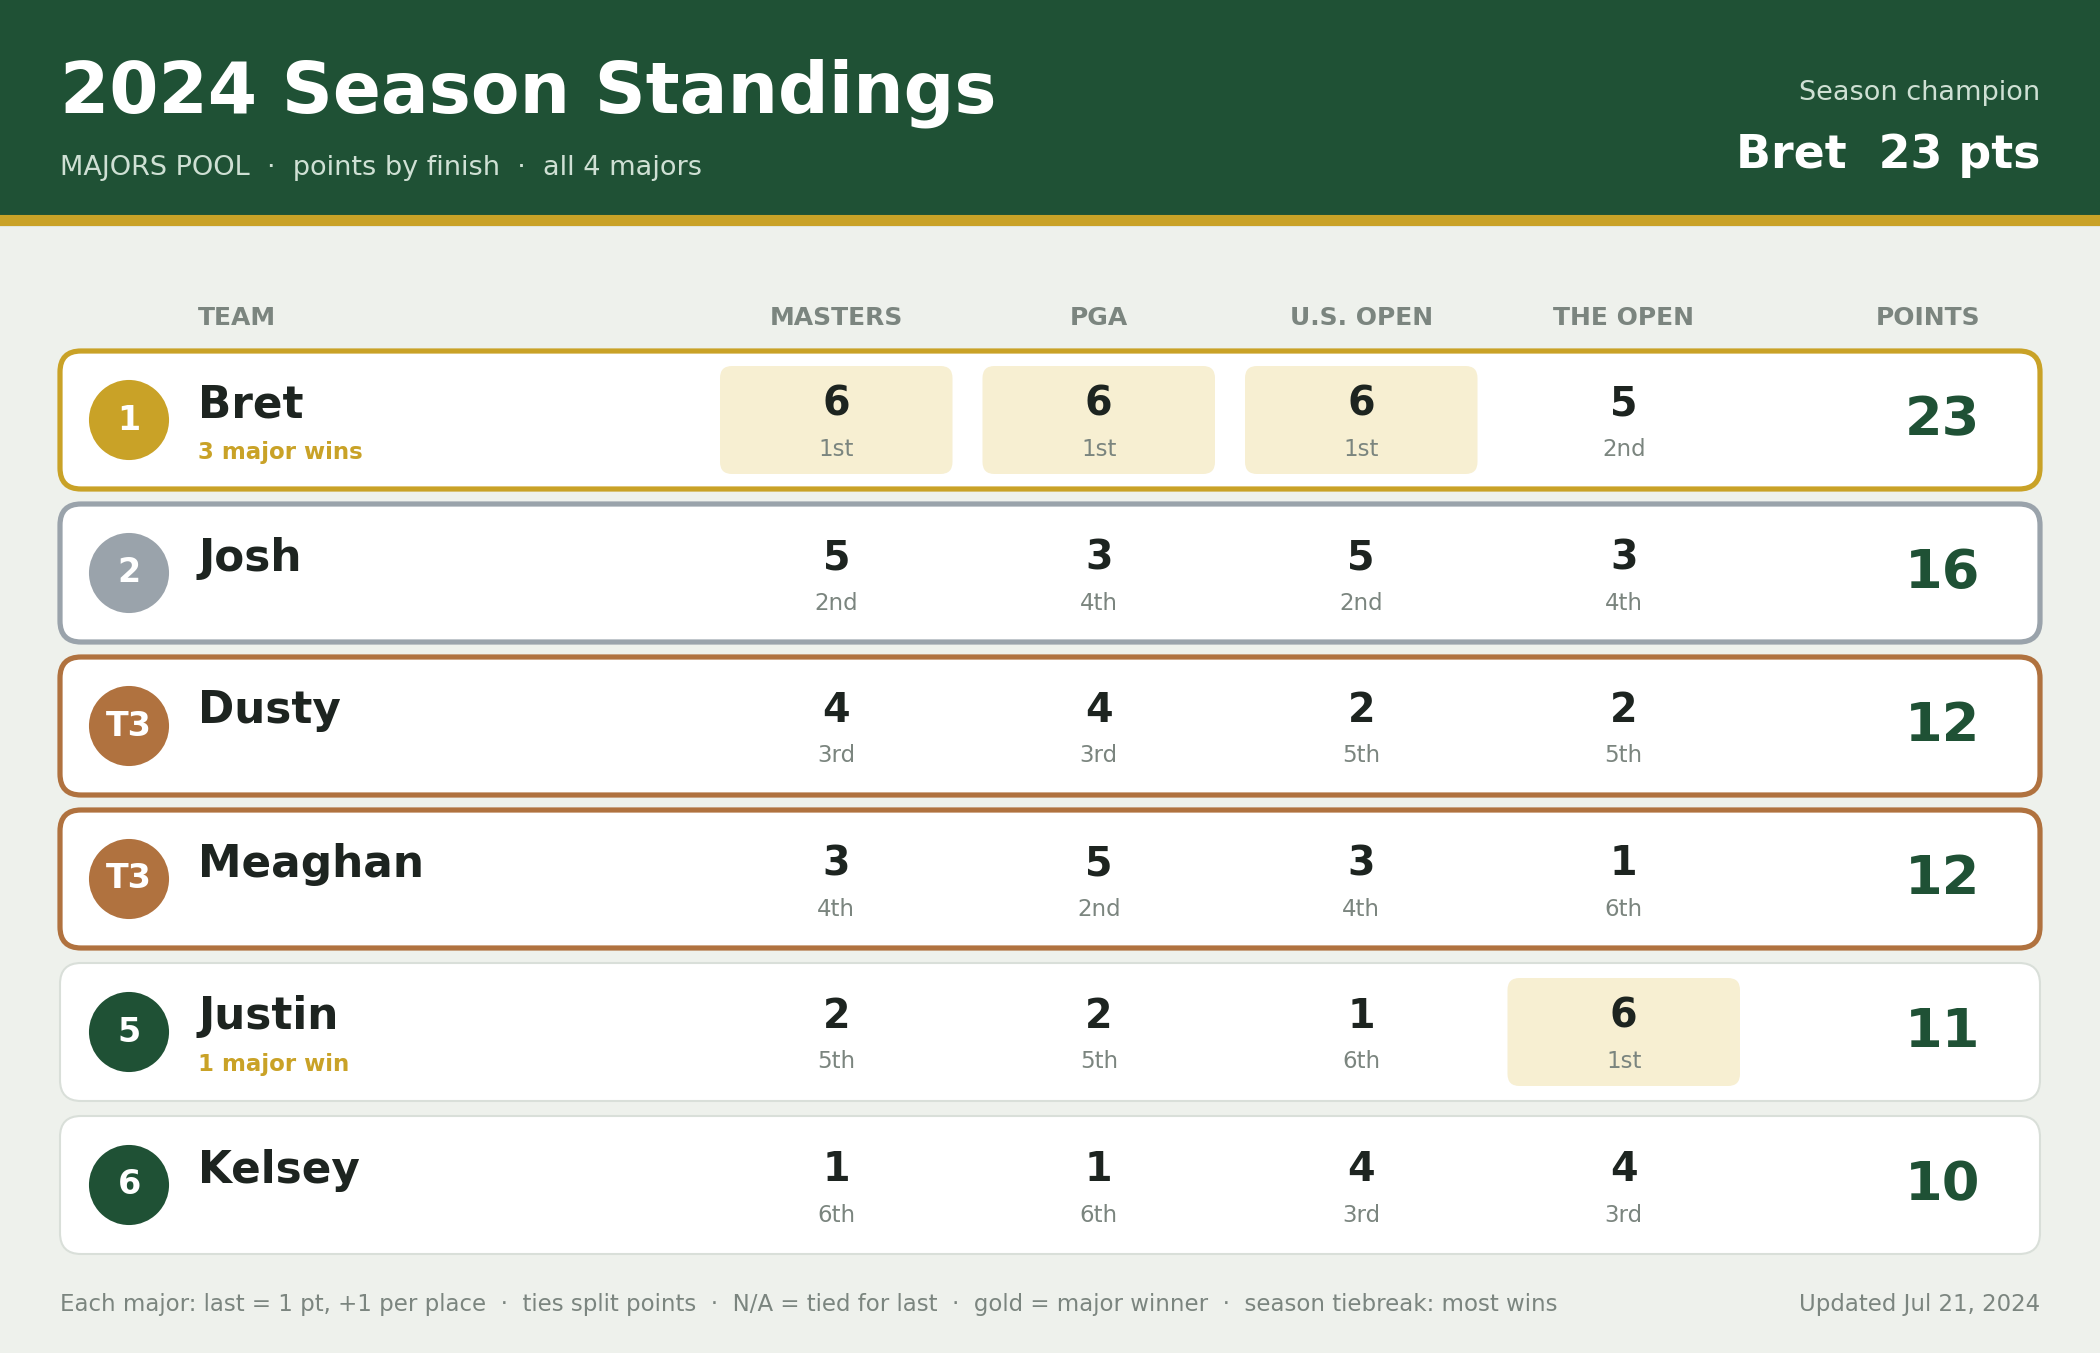 2024 Season Standings
MAJORS POOL · points by finish · all 4 majors
Season champion
Bret 23 pts
TEAM MASTERS PGA U.S. OPEN THE OPEN POINTS
1 Bret 6 6 6 5 23
3 major wins 1st 1st 1st 2nd
2 Josh 5 3 5 3 16
2nd 4th 2nd 4th
T3 Dusty 4 4 2 2 12
3rd 3rd 5th 5th
T3 Meaghan 3 5 3 1 12
4th 2nd 4th 6th
5 Justin 2 2 1 6 11
1 major win 5th 5th 6th 1st
6 Kelsey 1 1 4 4 10
6th 6th 3rd 3rd
Each major: last = 1 pt, +1 per place · ties split points · N/A = tied for last · gold = major winner · season tiebreak: most wins
Updated Jul 21, 2024